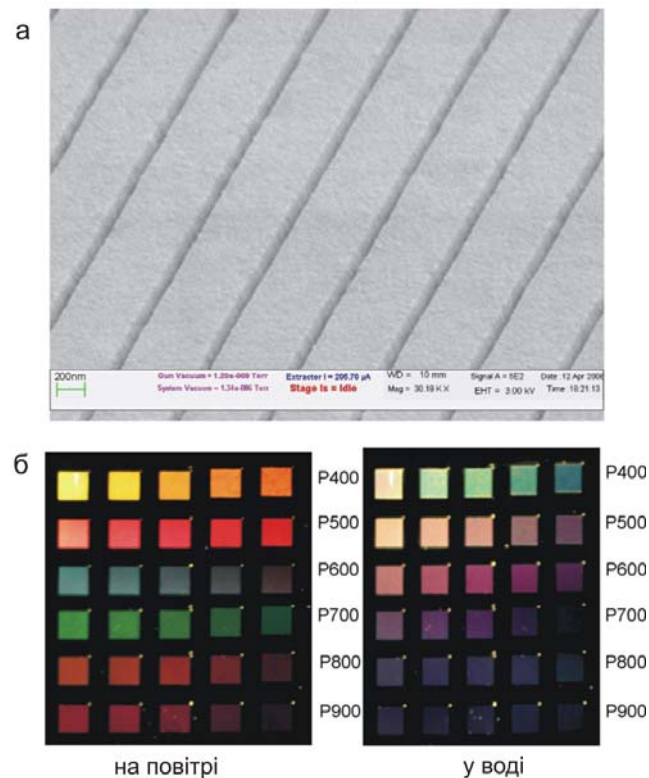 а
200nm
Gun Vacuum = 1.20e-009 Torr
System Vacuum = 1.34e-006 Torr
Extractor I = 206.70 µA
Stage Is = Idle
WD = 10 mm
Mag = 30.19 K X
Signal A = SE2
EHT = 3.00 kV
Date :12 Apr 2006
Time :18:21:13
б
P400
P500
P600
P700
P800
P900
на повітрі
P400
P500
P600
P700
P800
P900
у воді